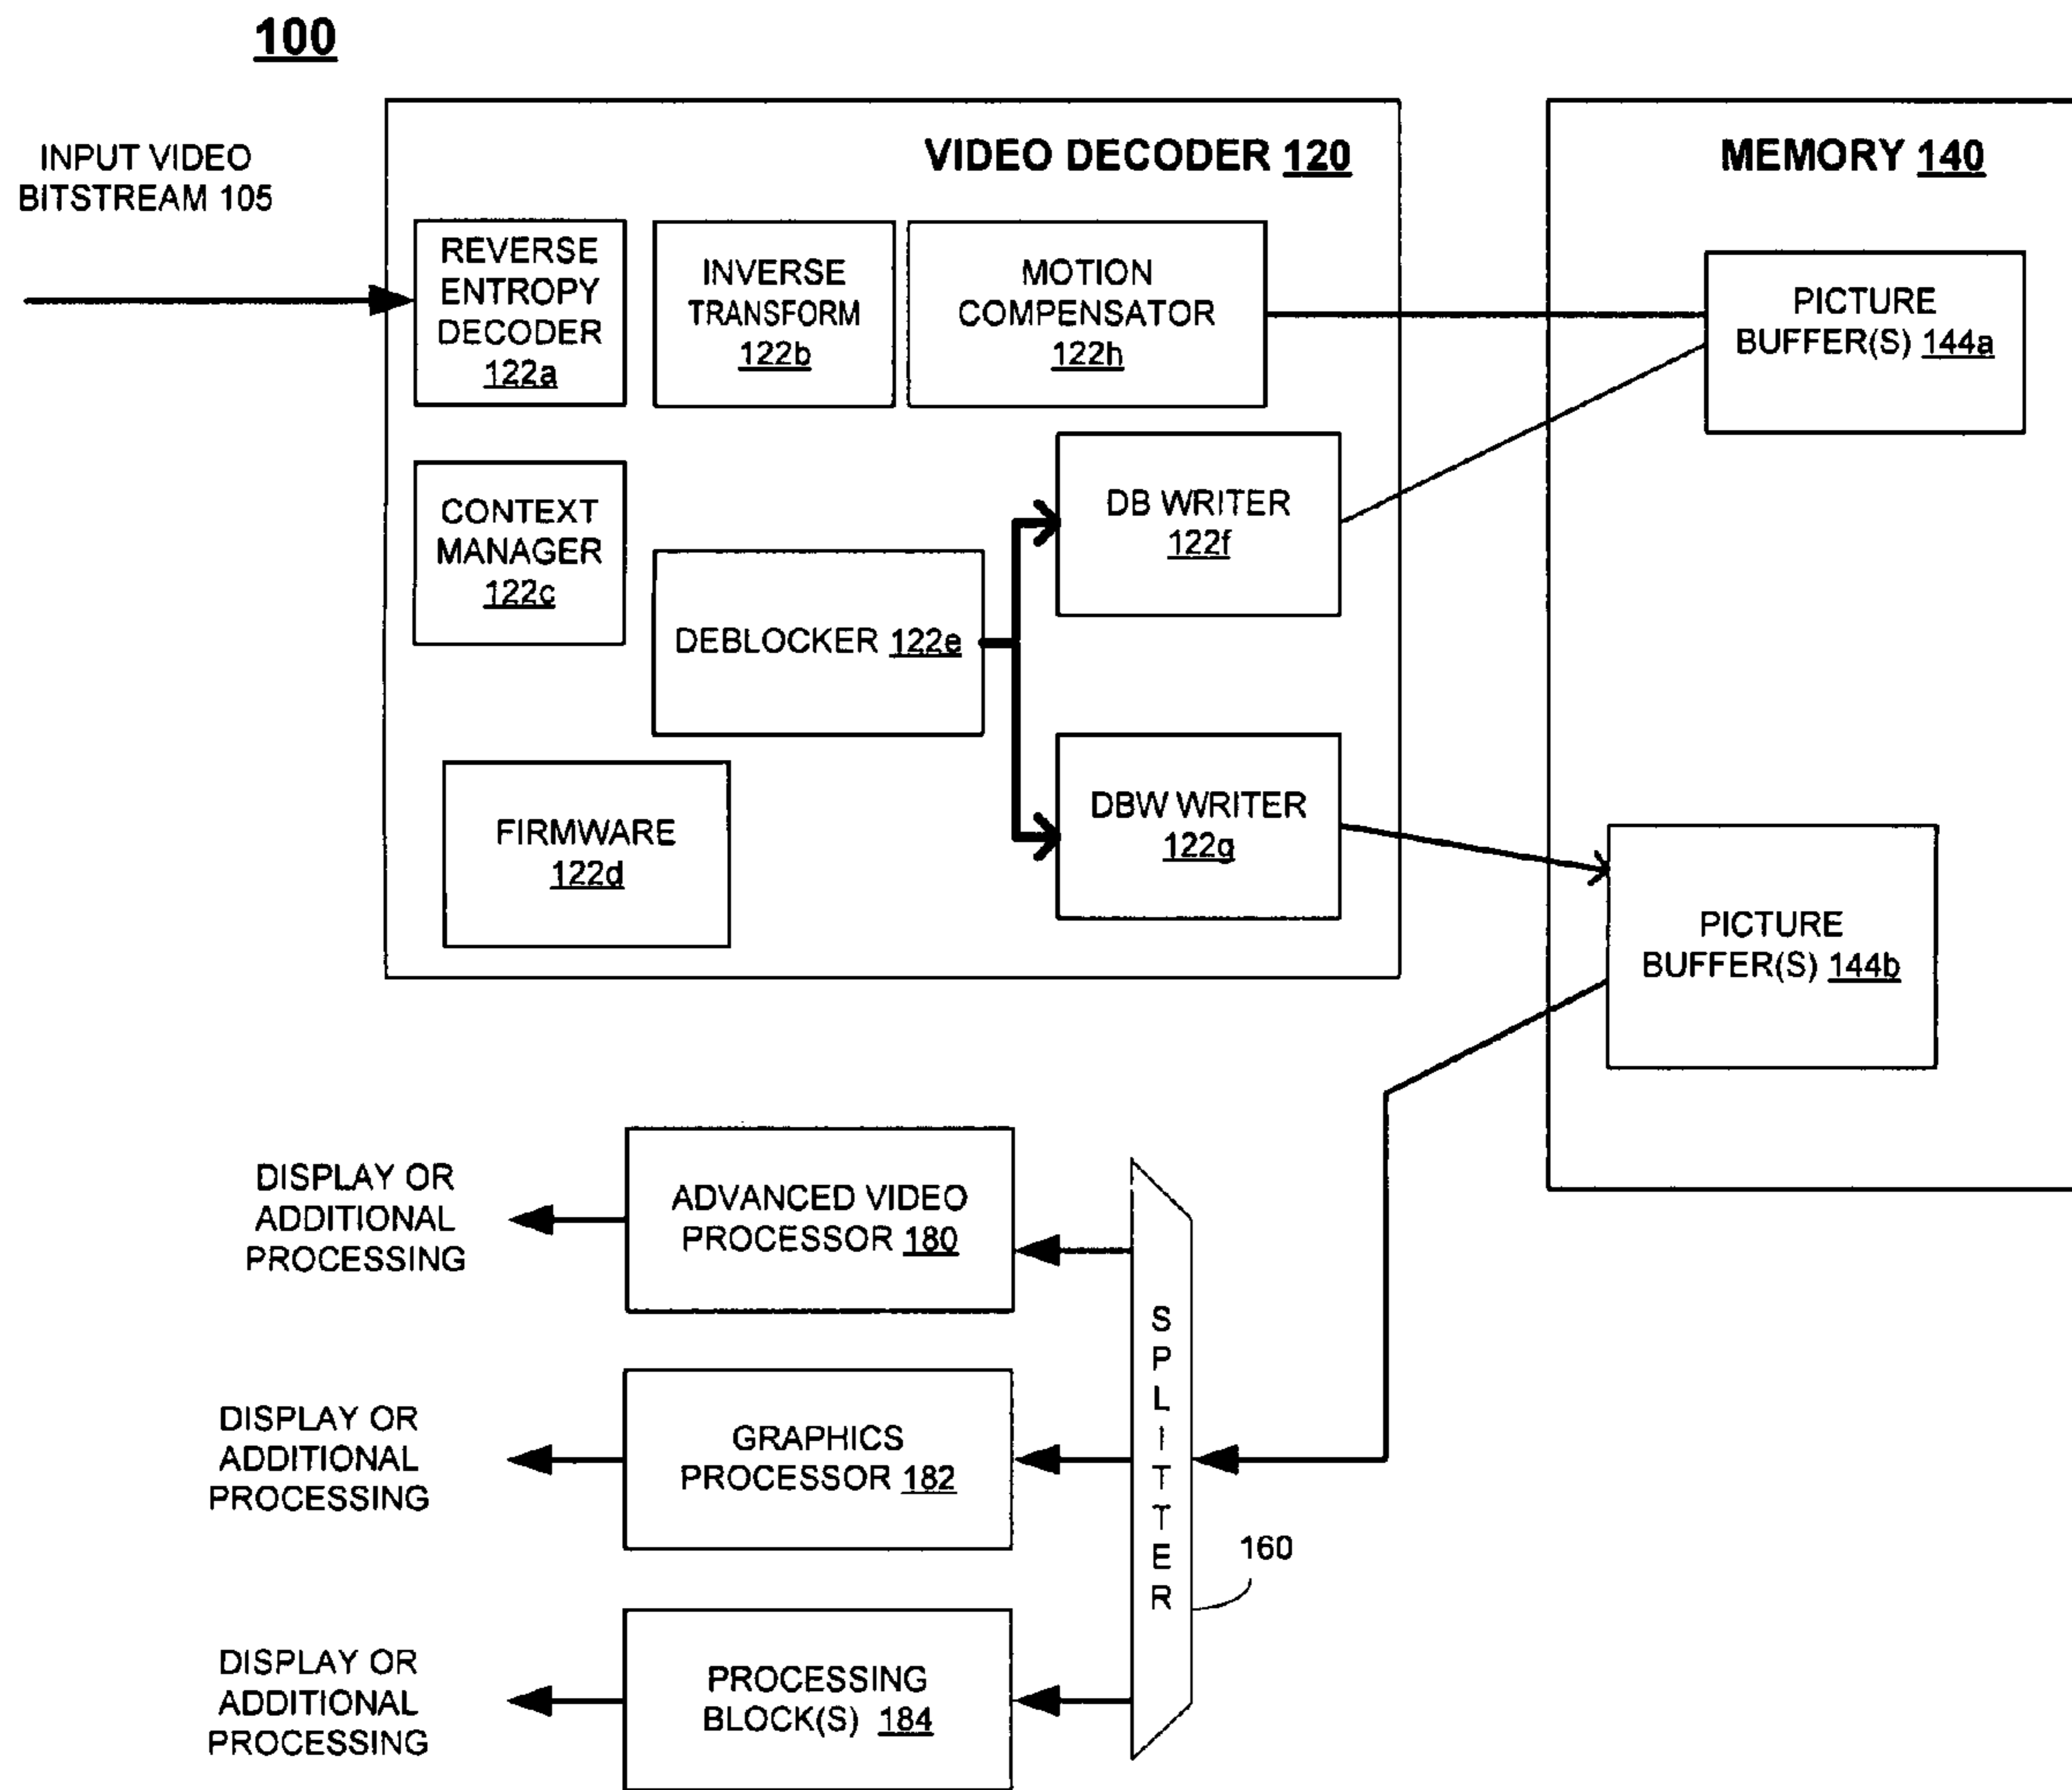 100
INPUT VIDEO
BITSTREAM 105
VIDEO DECODER 120
MEMORY 140
REVERSE
ENTROPY
DECODER
122a
INVERSE
TRANSFORM
122b
MOTION
COMPENSATOR
122h
PICTURE
BUFFER(S) 144a
CONTEXT
MANAGER
122c
DB WRITER
122f
DEBLOCKER 122e
FIRMWARE
122d
DBW WRITER
122g
PICTURE
BUFFER(S) 144b
DISPLAY OR
ADDITIONAL
PROCESSING
ADVANCED VIDEO
PROCESSOR 180
SPLITTER
160
DISPLAY OR
ADDITIONAL
PROCESSING
GRAPHICS
PROCESSOR 182
DISPLAY OR
ADDITIONAL
PROCESSING
PROCESSING
BLOCK(S) 184